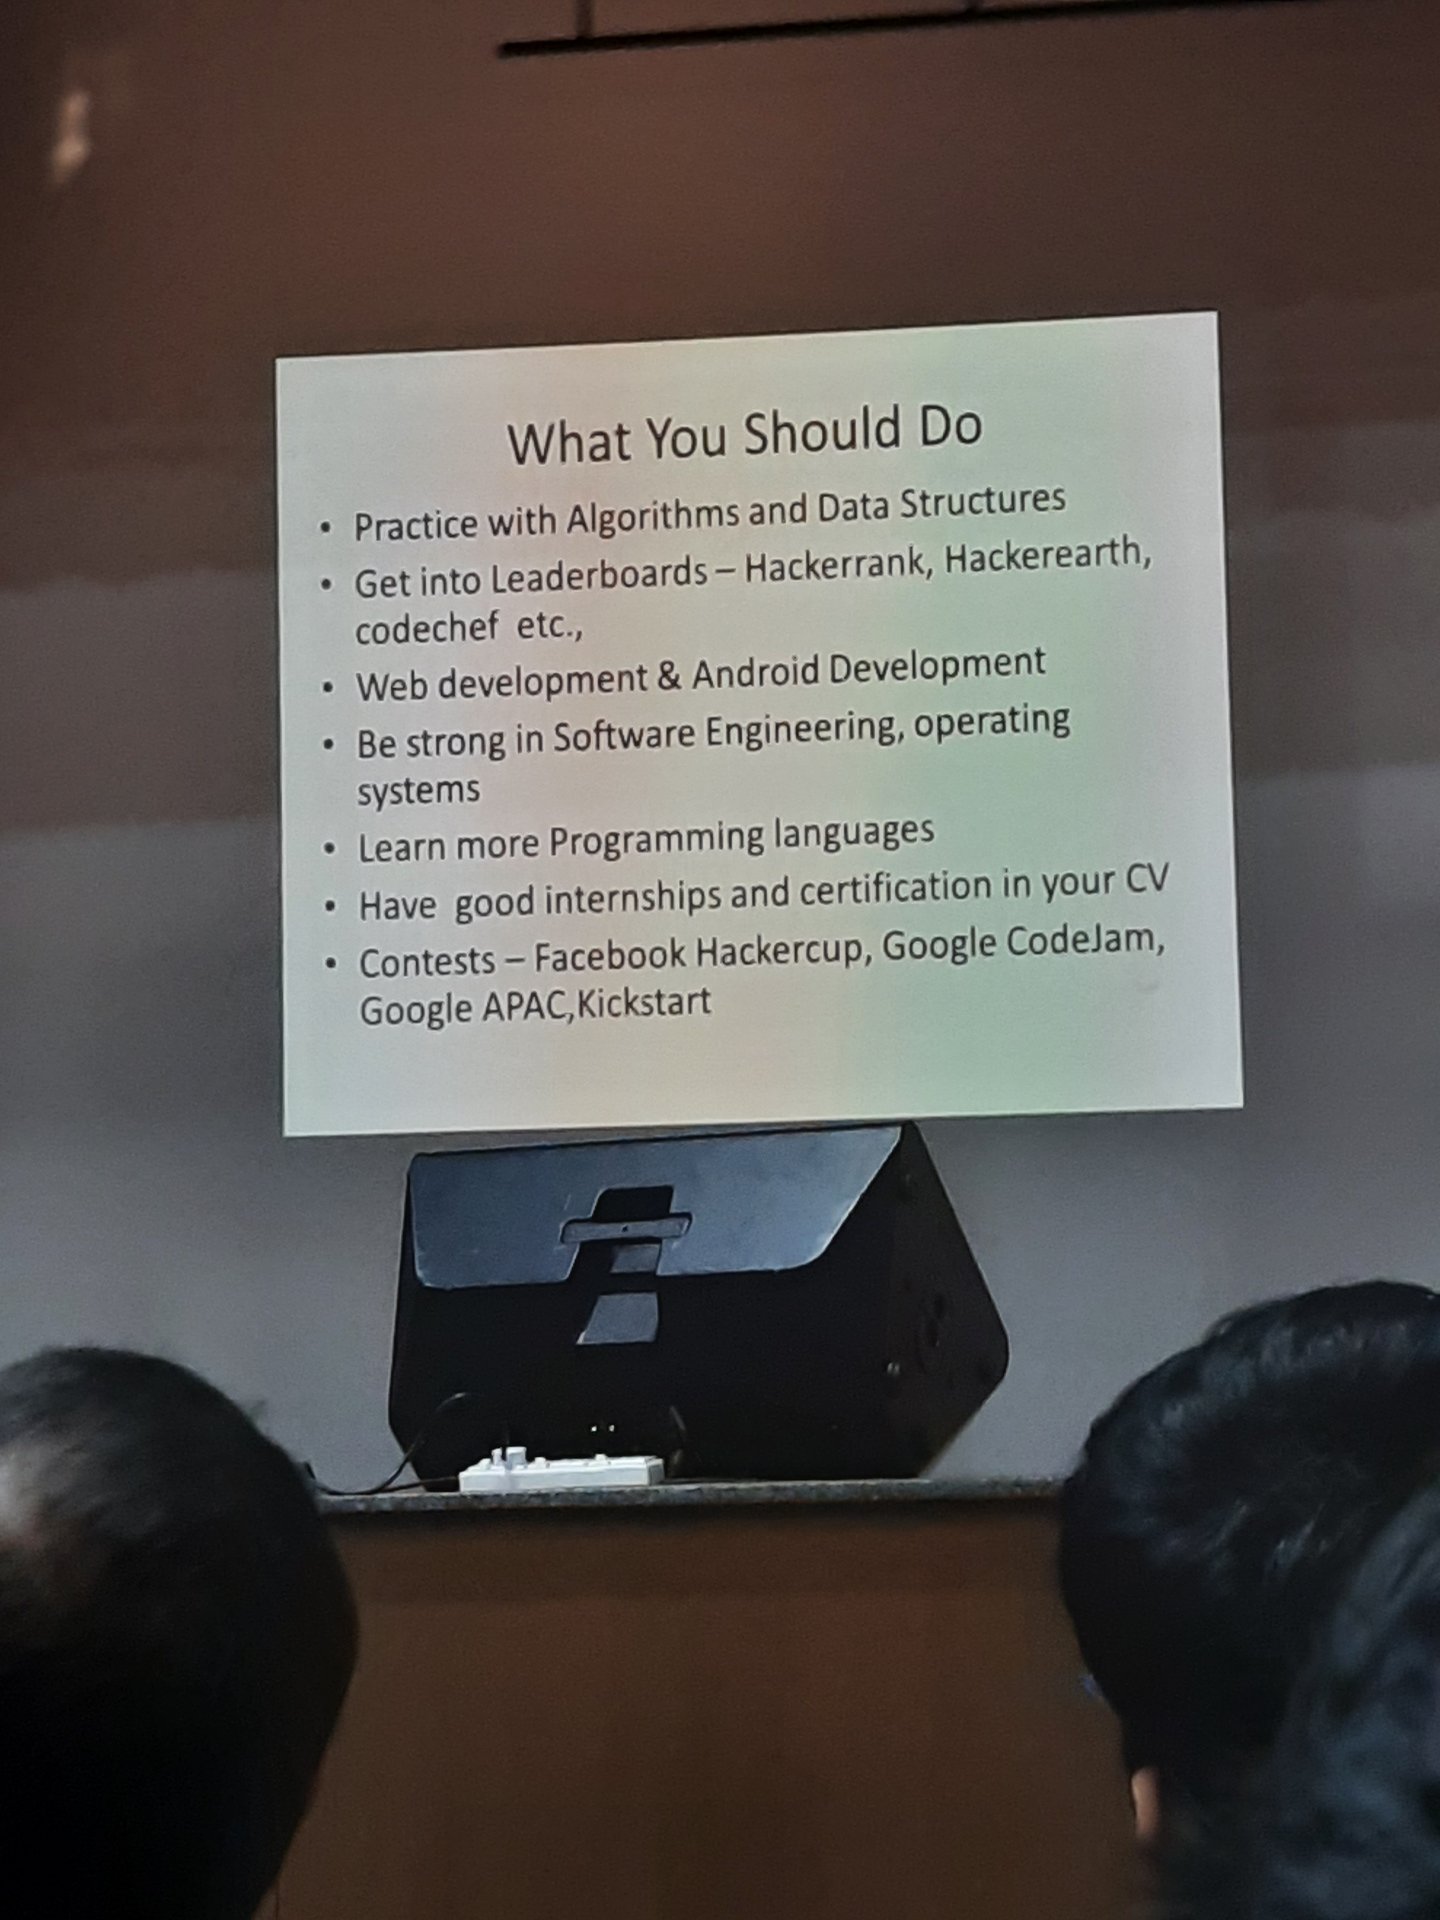 What You Should Do
• Practice with Algorithms and Data Structures
• Get into Leaderboards – Hackerrank, Hackerearth,
codechef  etc.,
• Web development & Android Development
• Be strong in Software Engineering, operating
systems
• Learn more Programming languages
• Have  good internships and certification in your CV
• Contests – Facebook Hackercup, Google CodeJam,
Google APAC,Kickstart